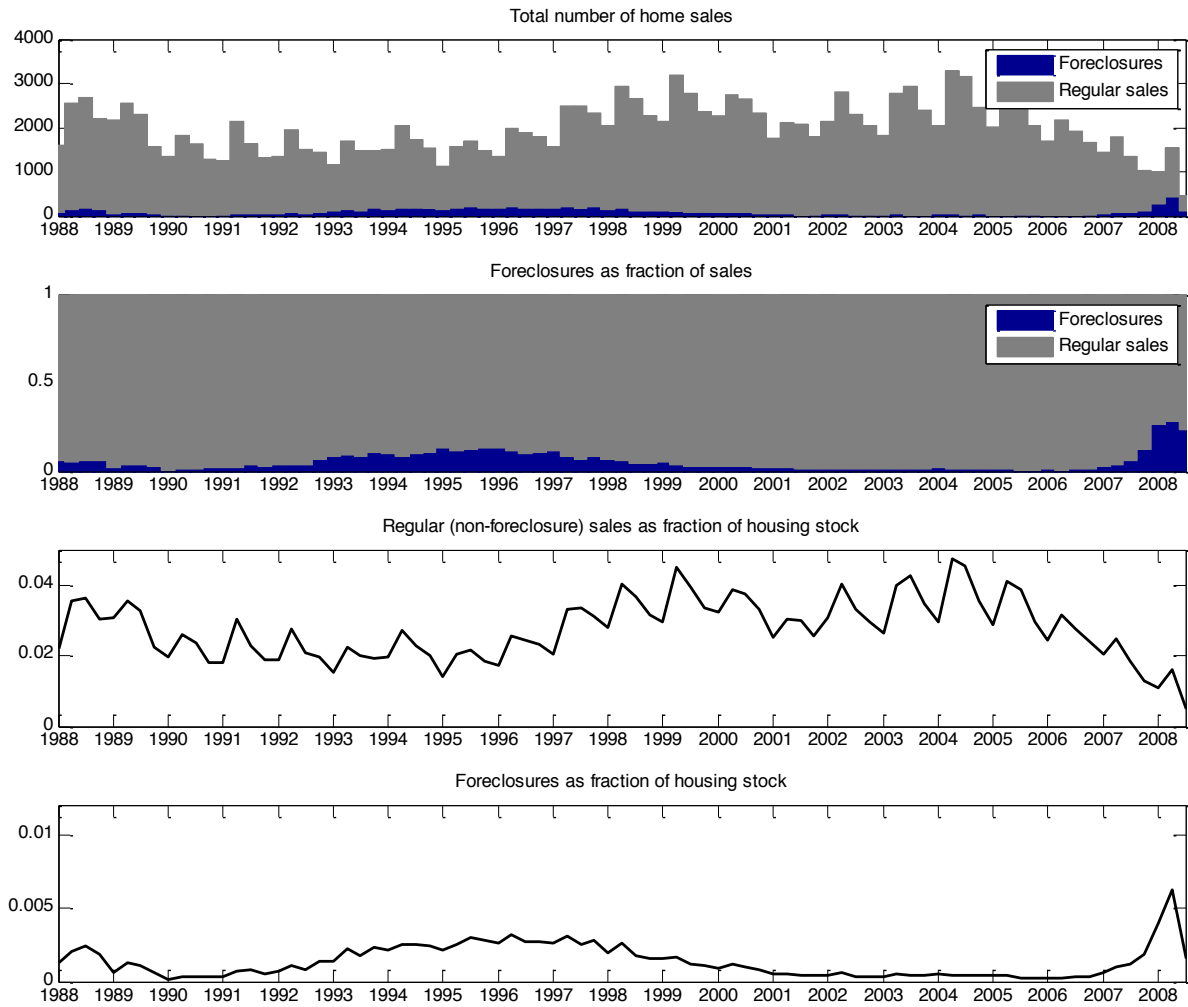 Total number of home sales
4000
3000
2000
1000
0
Foreclosures
Regular sales
1988 1989 1990 1991 1992 1993 1994 1995 1996 1997 1998 1999 2000 2001 2002 2003 2004 2005 2006 2007 2008
Foreclosures as fraction of sales
1
0.5
0
Foreclosures
Regular sales
1988 1989 1990 1991 1992 1993 1994 1995 1996 1997 1998 1999 2000 2001 2002 2003 2004 2005 2006 2007 2008
Regular (non-foreclosure) sales as fraction of housing stock
0.04
0.02
0
1988 1989 1990 1991 1992 1993 1994 1995 1996 1997 1998 1999 2000 2001 2002 2003 2004 2005 2006 2007 2008
Foreclosures as fraction of housing stock
0.01
0.005
0
1988 1989 1990 1991 1992 1993 1994 1995 1996 1997 1998 1999 2000 2001 2002 2003 2004 2005 2006 2007 2008